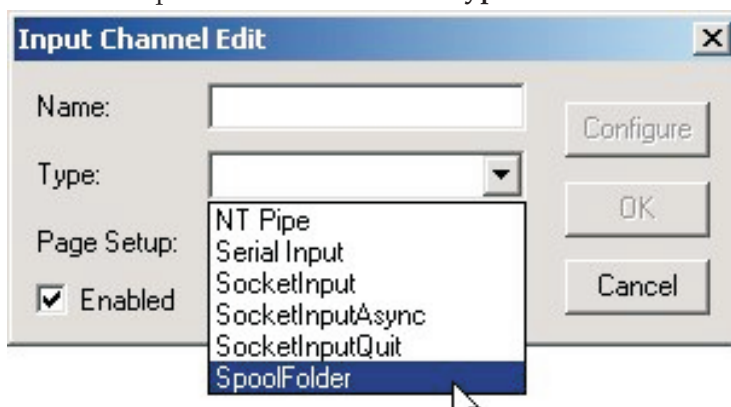 Input Channel Edit
Name:
Configure
Type:
OK
NT Pipe
Page Setup:
Serial Input
SocketInput
Enabled
Cancel
SocketInputAsync
SocketInputQuit
SpoolFolder